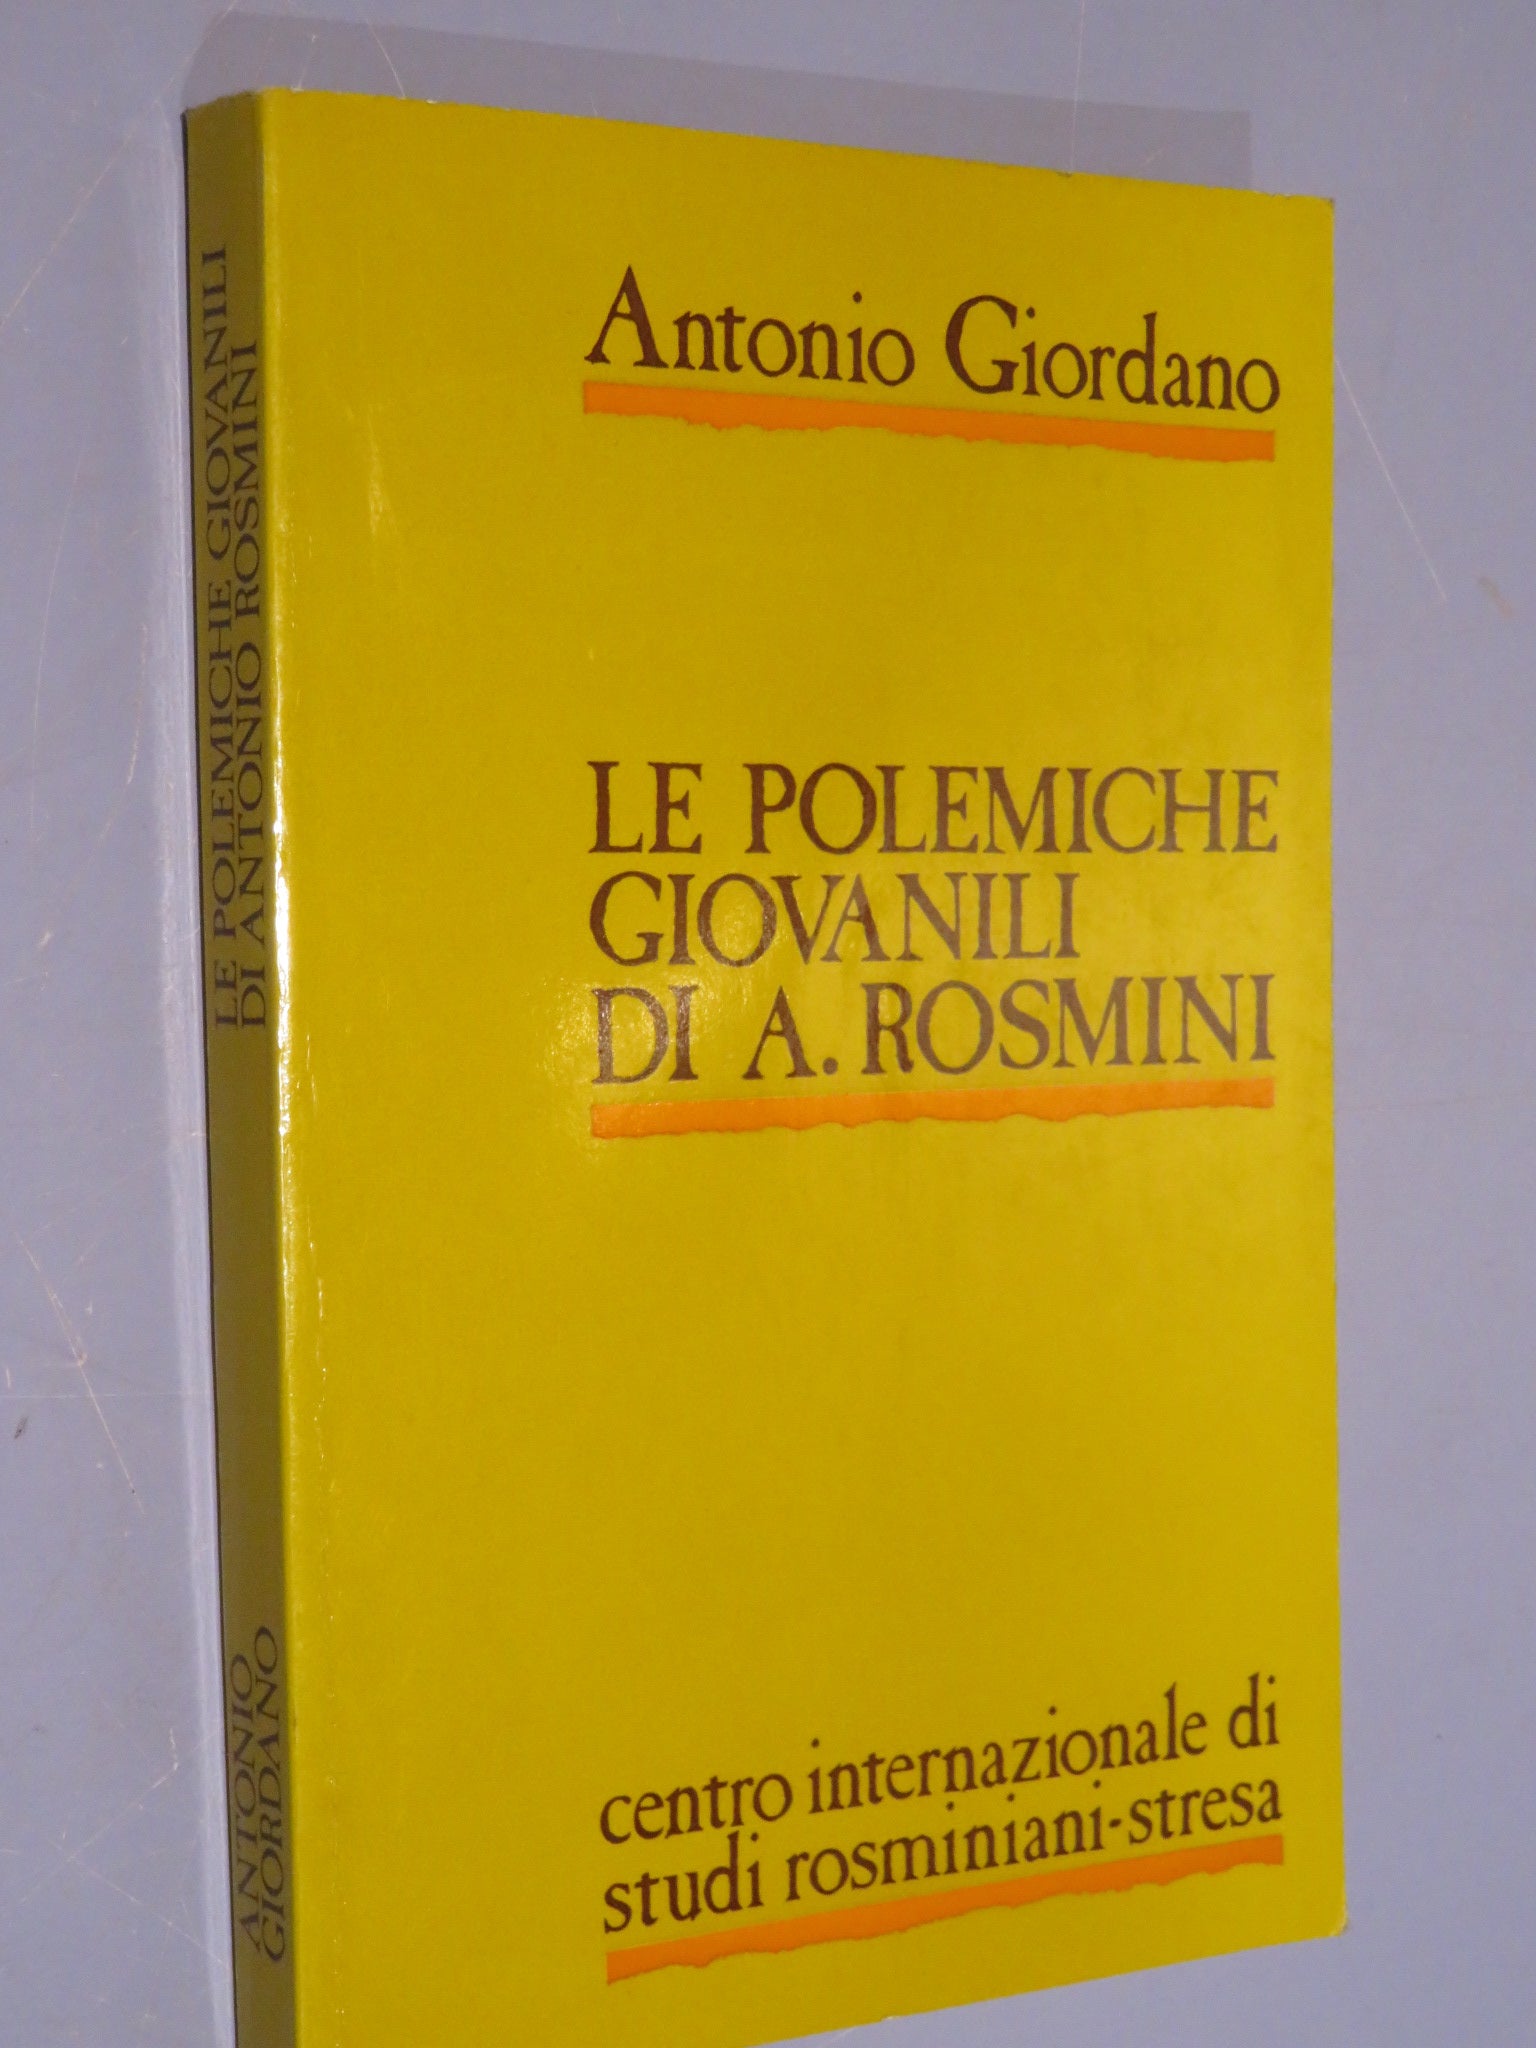 Antonio Giordano
LE POLEMICHE
GIOVANILI
DI A. ROSMINI
centro internazionale di
studi rosminiani-stresa
LE POLEMICHE GIOVANILI
DI ANTONIO ROSMINI
ANTONIO
GIORDANO